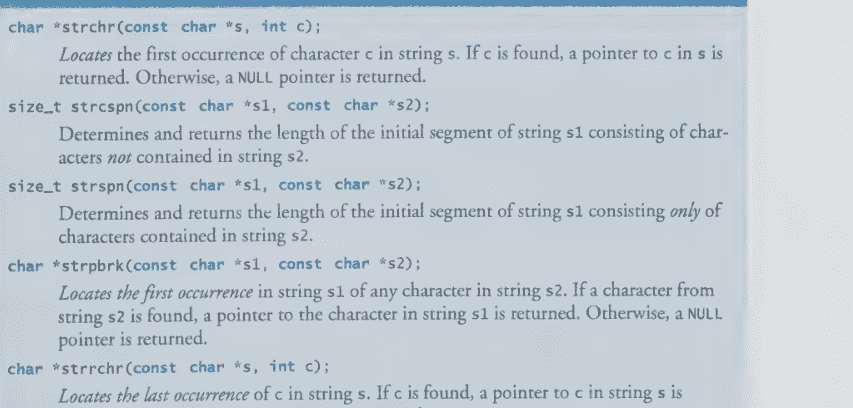 char *strchr(const char *s, int c);
Locates the first occurrence of character c in string s. If c is found, a pointer to c in s is
returned. Otherwise, a NULL pointer is returned.
size_t strcspn(const char *s1, const char *s2);
Determines and returns the length of the initial segment of string s1 consisting of char-
acters not contained in string s2.
size_t strspn(const char *s1, const char *s2);
Determines and returns the length of the initial segment of string s1 consisting only of
characters contained in string s2.
char *strpbrk(const char *s1, const char *s2);
Locates the first occurrence in string s1 of any character in string s2. If a character from
string s2 is found, a pointer to the character in string s1 is returned. Otherwise, a NULL
pointer is returned.
char *strrchr(const char *s, int c);
Locates the last occurrence of c in string s. If c is found, a pointer to c in string s is